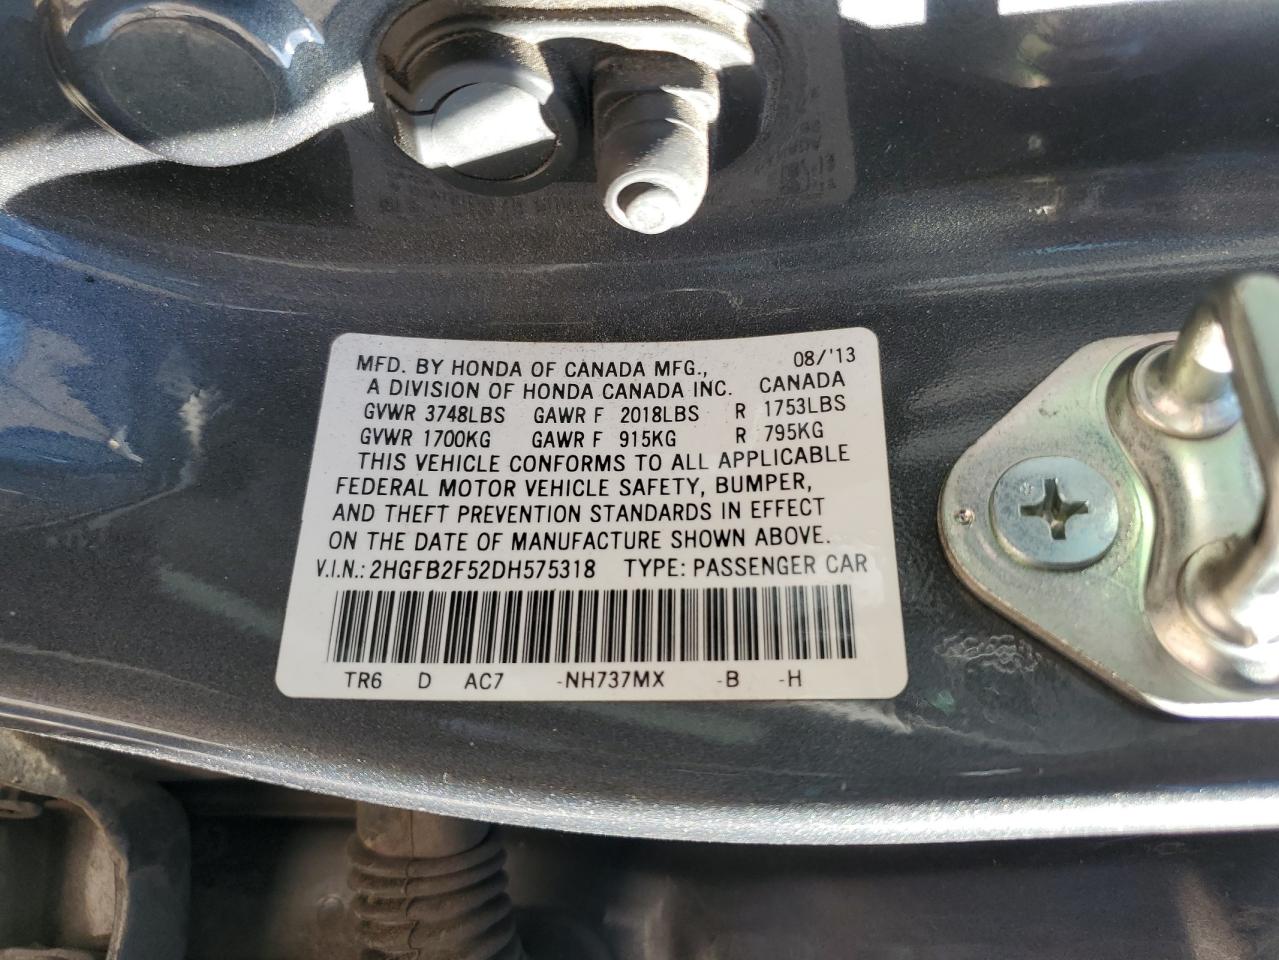 MFD. BY HONDA OF CANADA MFG., 08/'13
A DIVISION OF HONDA CANADA INC. CANADA
GVWR 3748LBS GAWR F 2018LBS R 1753LBS
GVWR 1700KG GAWR F 915KG R 795KG
THIS VEHICLE CONFORMS TO ALL APPLICABLE
FEDERAL MOTOR VEHICLE SAFETY, BUMPER,
AND THEFT PREVENTION STANDARDS IN EFFECT
ON THE DATE OF MANUFACTURE SHOWN ABOVE.
V.I.N.: 2HGFB2F52DH575318 TYPE: PASSENGER CAR
TR6 D AC7 -NH737MX -B -H